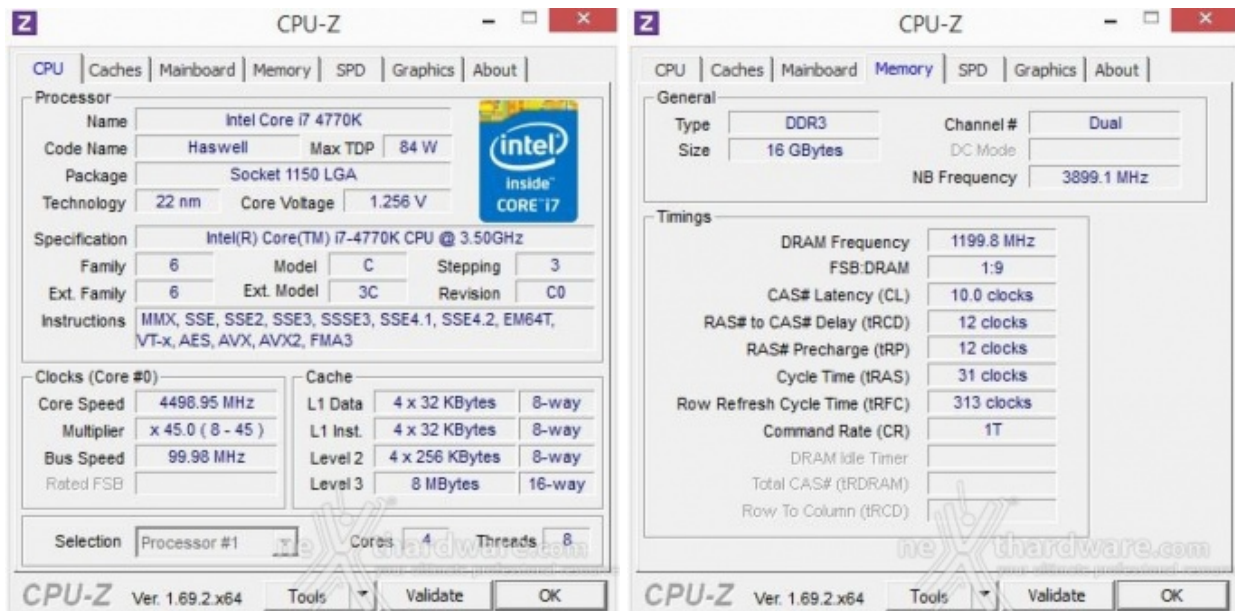 CPU-Z
CPU Caches Mainboard Memory SPD Graphics About
Processor
Name Intel Core i7 4770K
Code Name Haswell Max TDP 84 W
Package Socket 1150 LGA
Technology 22 nm Core Voltage 1.256 V
intel inside™ CORE™ i7
Specification Intel(R) Core(TM) i7-4770K CPU @ 3.50GHz
Family 6 Model C Stepping 3
Ext. Family 6 Ext. Model 3C Revision C0
Instructions MMX, SSE, SSE2, SSE3, SSSE3, SSE4.1, SSE4.2, EM64T,
VT-x, AES, AVX, AVX2, FMA3
Clocks (Core #0)
Core Speed 4498.95 MHz
Multiplier x 45.0 ( 8 - 45 )
Bus Speed 99.98 MHz
Rated FSB
Cache
L1 Data 4 x 32 KBytes 8-way
L1 Inst. 4 x 32 KBytes 8-way
Level 2 4 x 256 KBytes 8-way
Level 3 8 MBytes 16-way
Selection Processor #1 Cores 4 Threads 8
CPU-Z Ver. 1.69.2.x64 Tools Validate OK
CPU-Z
CPU Caches Mainboard Memory SPD Graphics About
General
Type DDR3 Channel # Dual
Size 16 GBytes DC Mode
NB Frequency 3899.1 MHz
Timings
DRAM Frequency 1199.8 MHz
FSB:DRAM 1:9
CAS# Latency (CL) 10.0 clocks
RAS# to CAS# Delay (tRCD) 12 clocks
RAS# Precharge (tRP) 12 clocks
Cycle Time (tRAS) 31 clocks
Row Refresh Cycle Time (tRFC) 313 clocks
Command Rate (CR) 1T
DRAM Idle Timer
Total CAS# (tRDRAM)
Row To Column (tRCD)
nexthardware.com
your ultimate professional resource
CPU-Z Ver. 1.69.2.x64 Tools Validate OK